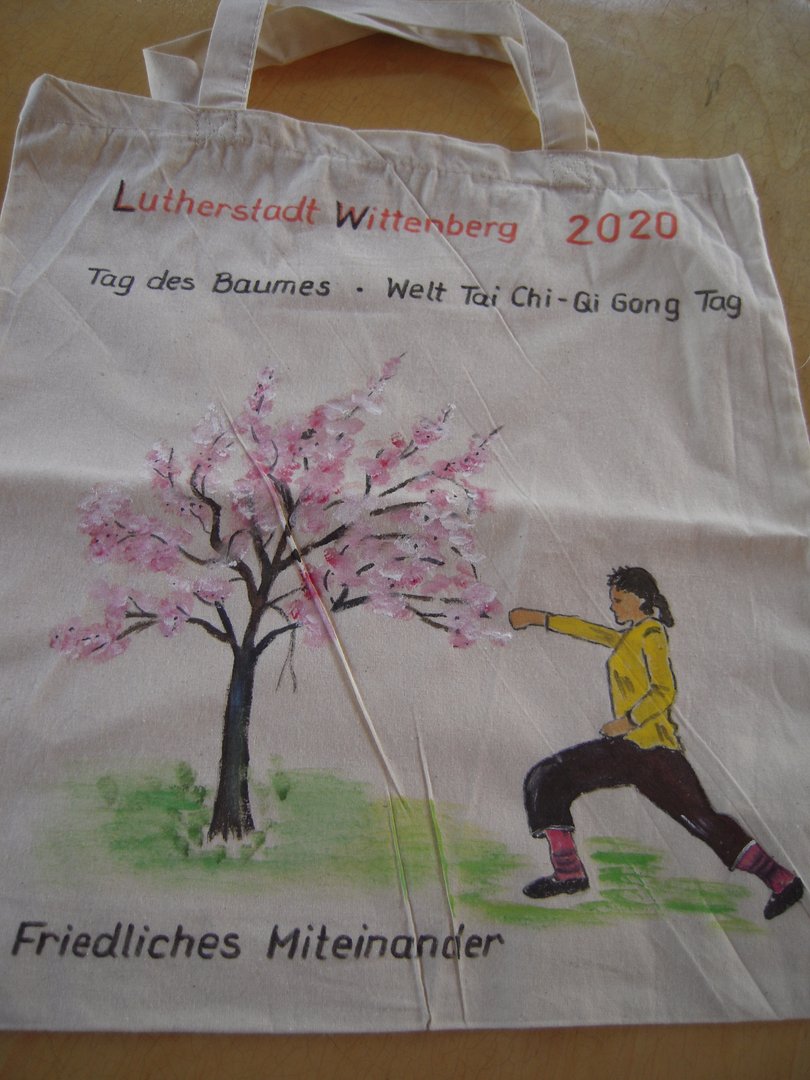 Lutherstadt Wittenberg 2020
Tag des Baumes · Welt Tai Chi-Qi Gong Tag
Friedliches Miteinander